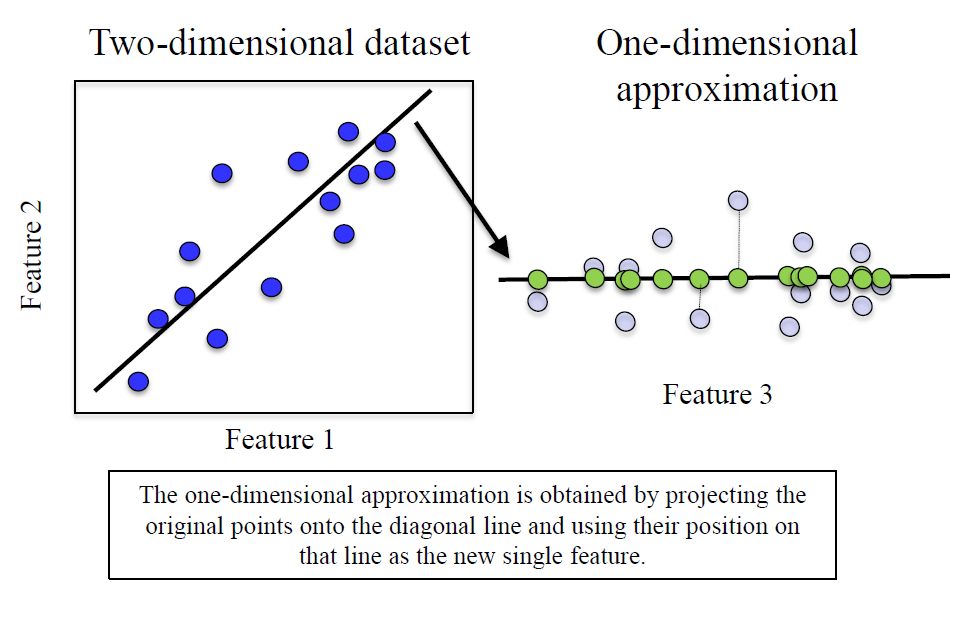 Two-dimensional dataset
One-dimensional
approximation
Feature 2
Feature 3
Feature 1
The one-dimensional approximation is obtained by projecting the
original points onto the diagonal line and using their position on
that line as the new single feature.